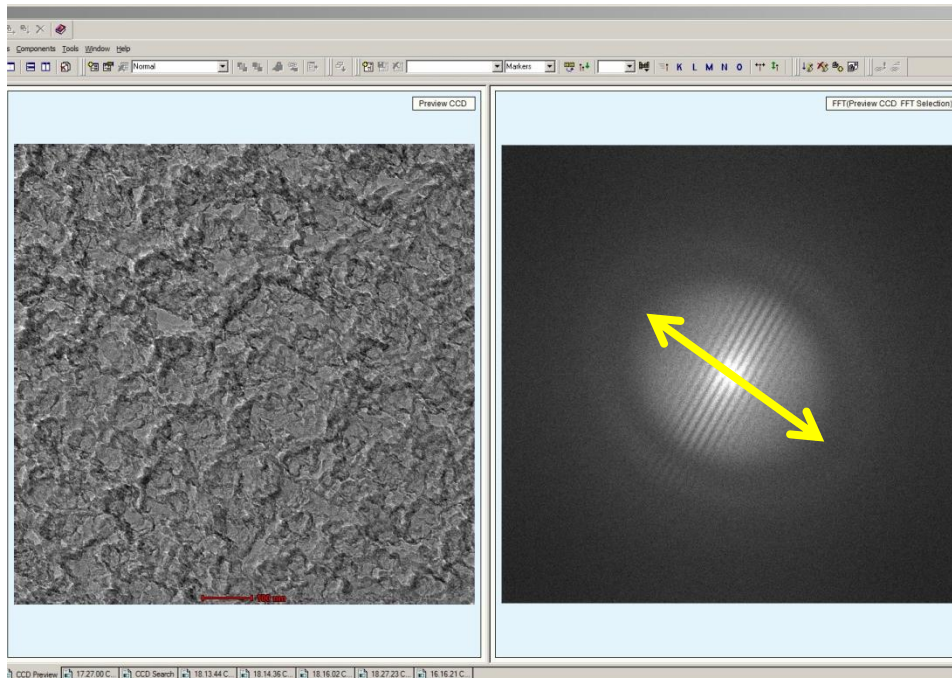 Components Tools Window Help
Normal Markers K L M N O
Preview CCD
FFT(Preview CCD FFT Selection)
CCD Preview 17.27.00 C... CCD Search 18.13.44 C... 18.14.36 C... 18.16.02 C... 18.27.23 C... 16.16.21 C...